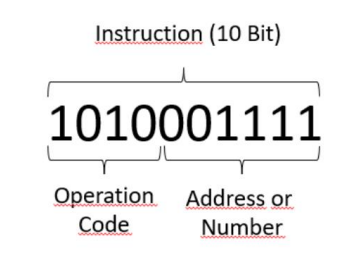 Instruction (10 Bit)
1010001111
Operation Address or
Code Number